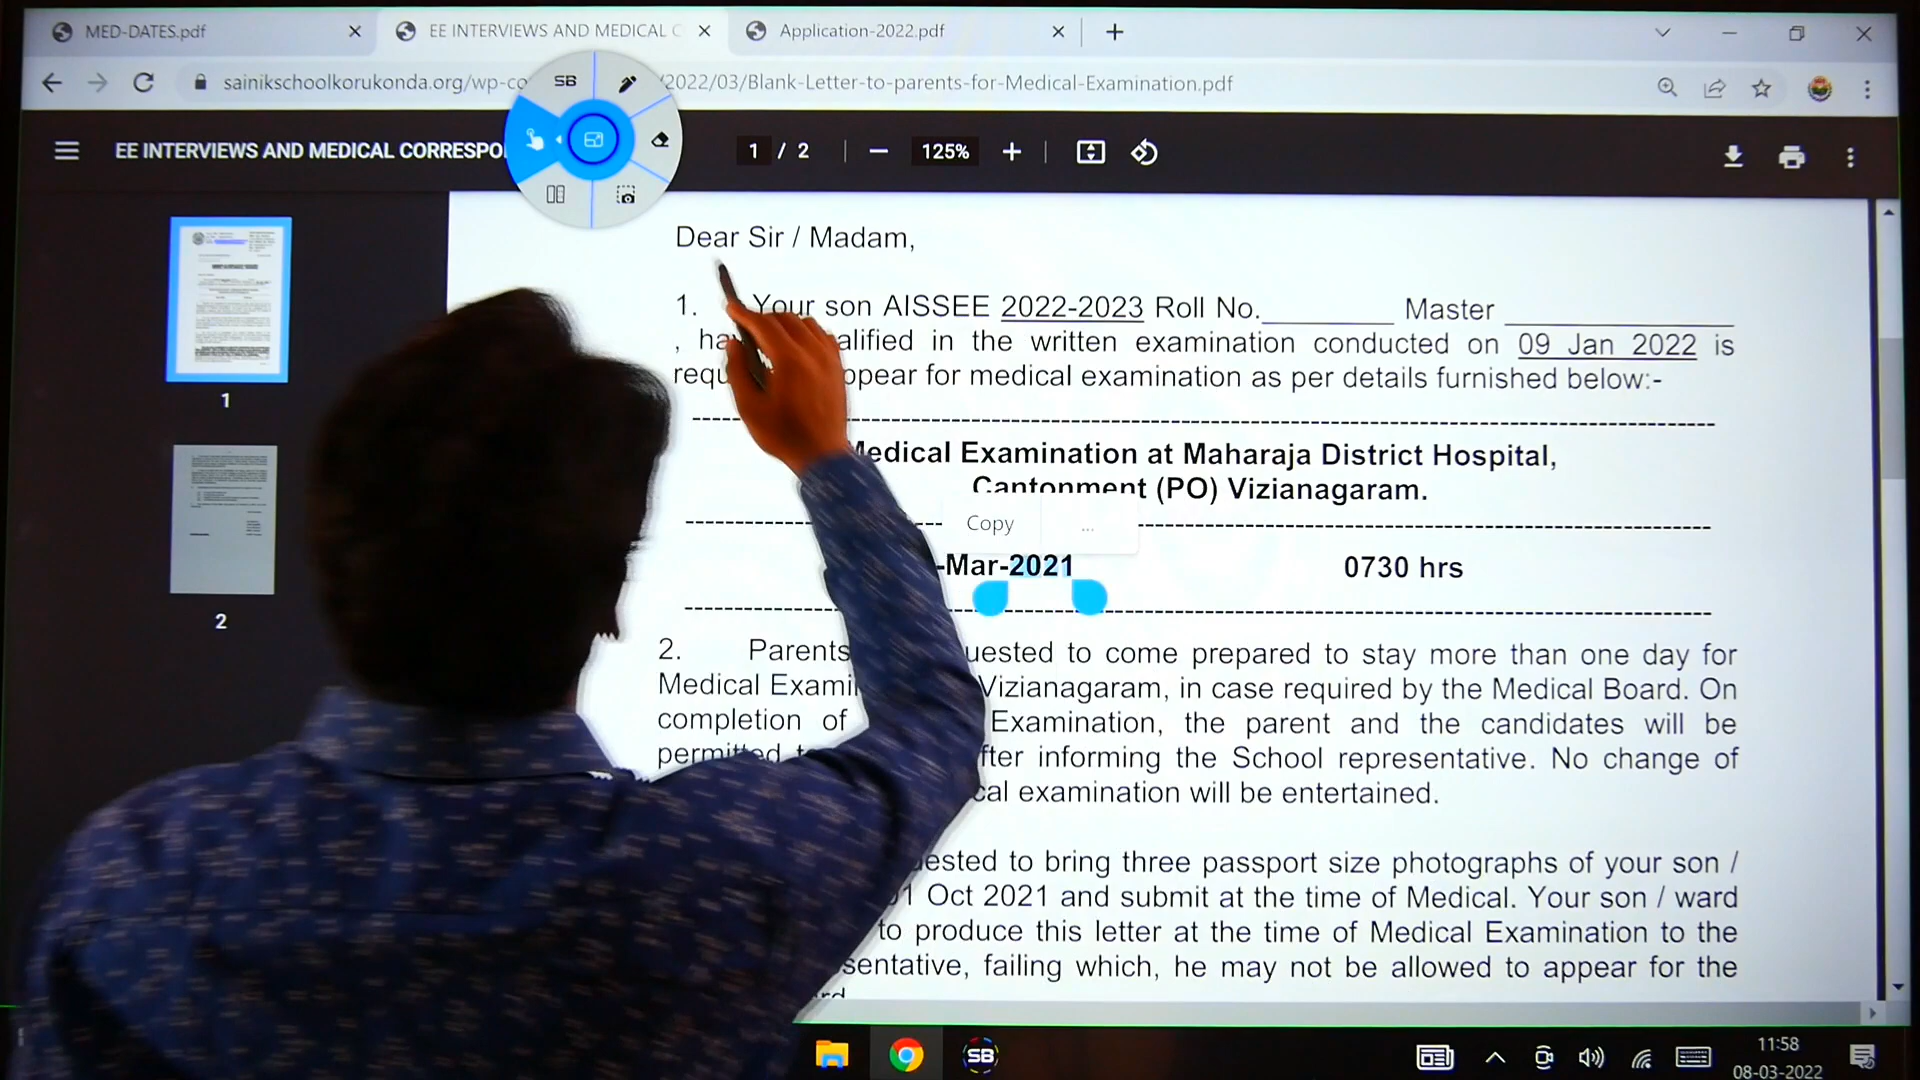 MED-DATES.pdf
EE INTERVIEWS AND MEDICAL C
Application-2022.pdf
sainikschoolkorukonda.org/wp-co /2022/03/Blank-Letter-to-parents-for-Medical-Examination.pdf
SB
EE INTERVIEWS AND MEDICAL CORRESPO
1 / 2
125%
1
2
Dear Sir / Madam,
1. Your son AISSEE 2022-2023 Roll No.________ Master ______________
, ha alified in the written examination conducted on 09 Jan 2022 is
requ ppear for medical examination as per details furnished below:-
Medical Examination at Maharaja District Hospital,
Cantonment (PO) Vizianagaram.
Copy ...
-Mar-2021 0730 hrs
2. Parents uested to come prepared to stay more than one day for
Medical Exami Vizianagaram, in case required by the Medical Board. On
completion of Examination, the parent and the candidates will be
permitted t fter informing the School representative. No change of
cal examination will be entertained.
ested to bring three passport size photographs of your son /
01 Oct 2021 and submit at the time of Medical. Your son / ward
to produce this letter at the time of Medical Examination to the
sentative, failing which, he may not be allowed to appear for the
rd
SB
11:58
08-03-2022